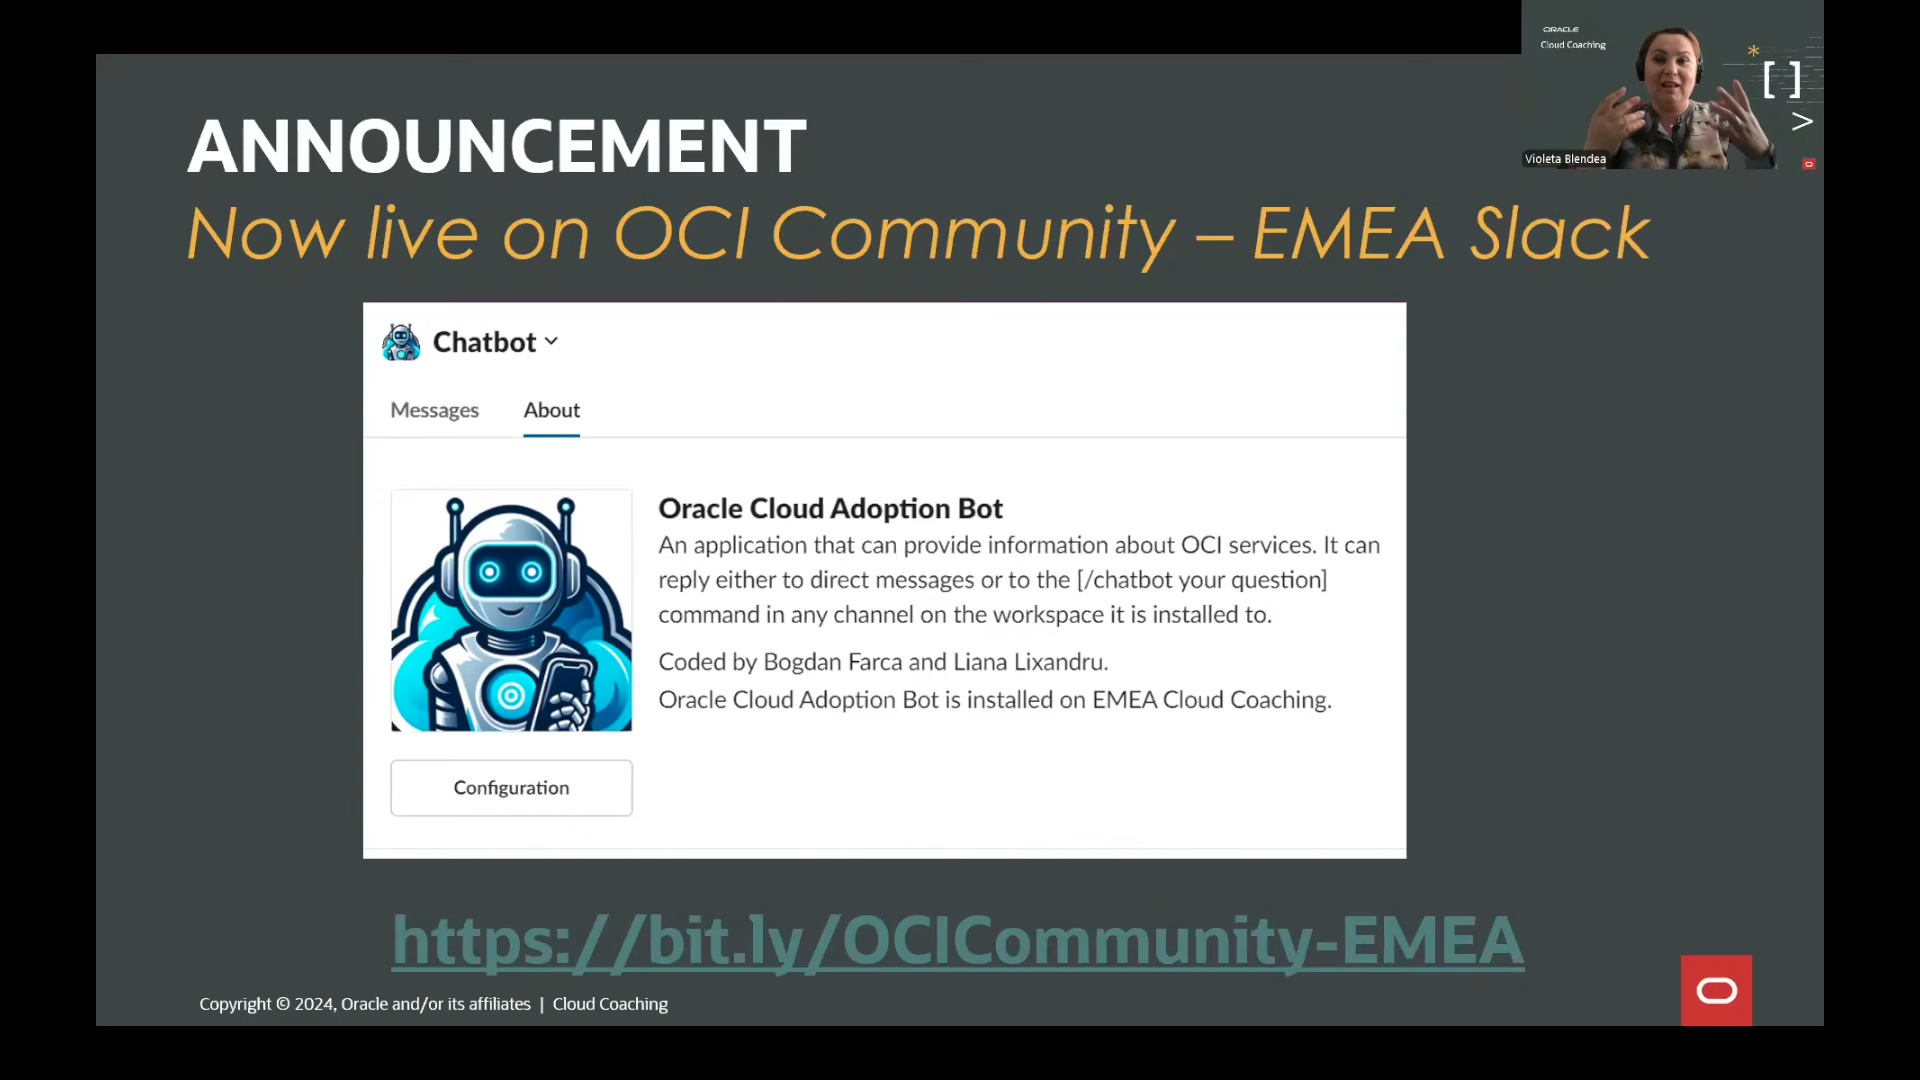 ORACLE
Cloud Coaching
*
[ ]
>
Violeta Blendea
ANNOUNCEMENT
Now live on OCI Community – EMEA Slack
Chatbot
Messages About
Oracle Cloud Adoption Bot
An application that can provide information about OCI services. It can
reply either to direct messages or to the [/chatbot your question]
command in any channel on the workspace it is installed to.
Coded by Bogdan Farca and Liana Lixandru.
Oracle Cloud Adoption Bot is installed on EMEA Cloud Coaching.
Configuration
https://bit.ly/OCICommunity-EMEA
Copyright © 2024, Oracle and/or its affiliates | Cloud Coaching